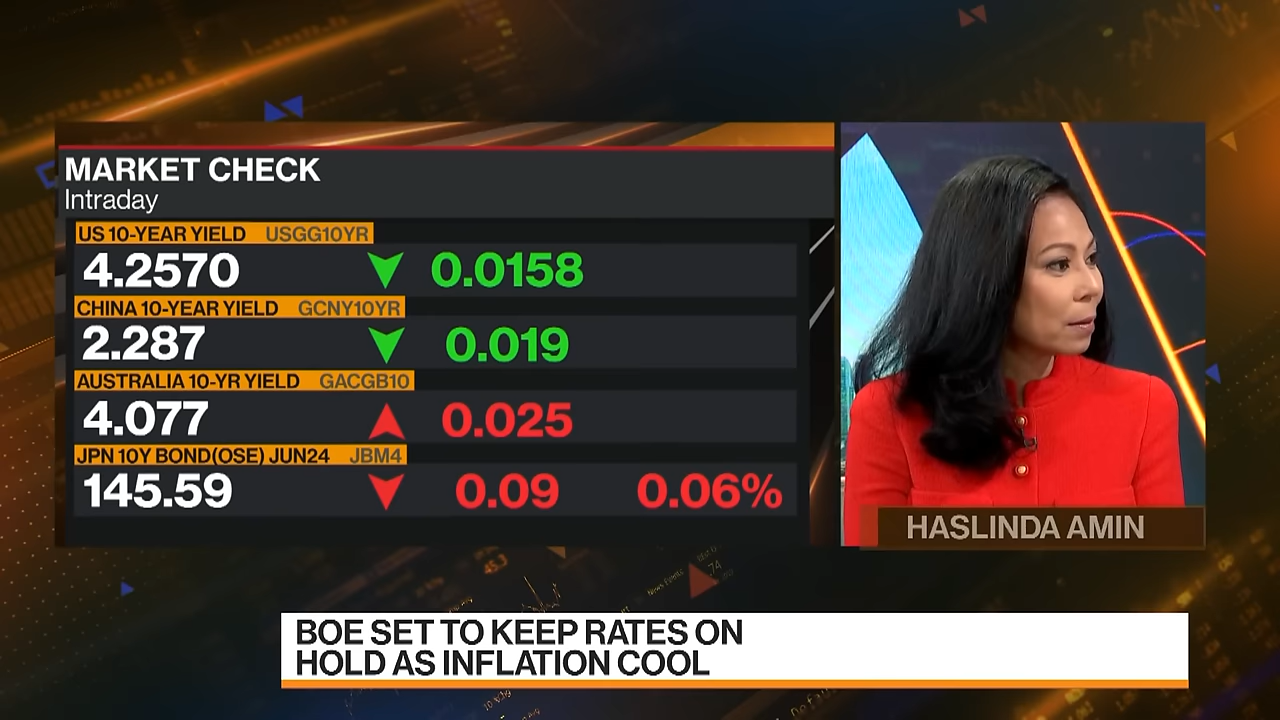 MARKET CHECK
Intraday
US 10-YEAR YIELD USGG10YR
4.2570 0.0158
CHINA 10-YEAR YIELD GCNY10YR
2.287 0.019
AUSTRALIA 10-YR YIELD GACGB10
4.077 0.025
JPN 10Y BOND(OSE) JUN24 JBM4
145.59 0.09 0.06%
HASLINDA AMIN
BOE SET TO KEEP RATES ON
HOLD AS INFLATION COOL